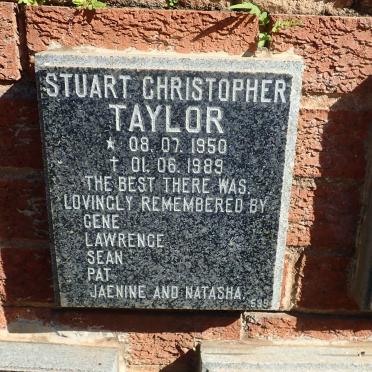 STUART CHRISTOPHER
TAYLOR
* 08.07.1950
† 01.06.1989
THE BEST THERE WAS.
LOVINGLY REMEMBERED BY
GENE
LAWRENCE
SEAN
PAT
JAENINE AND NATASHA.